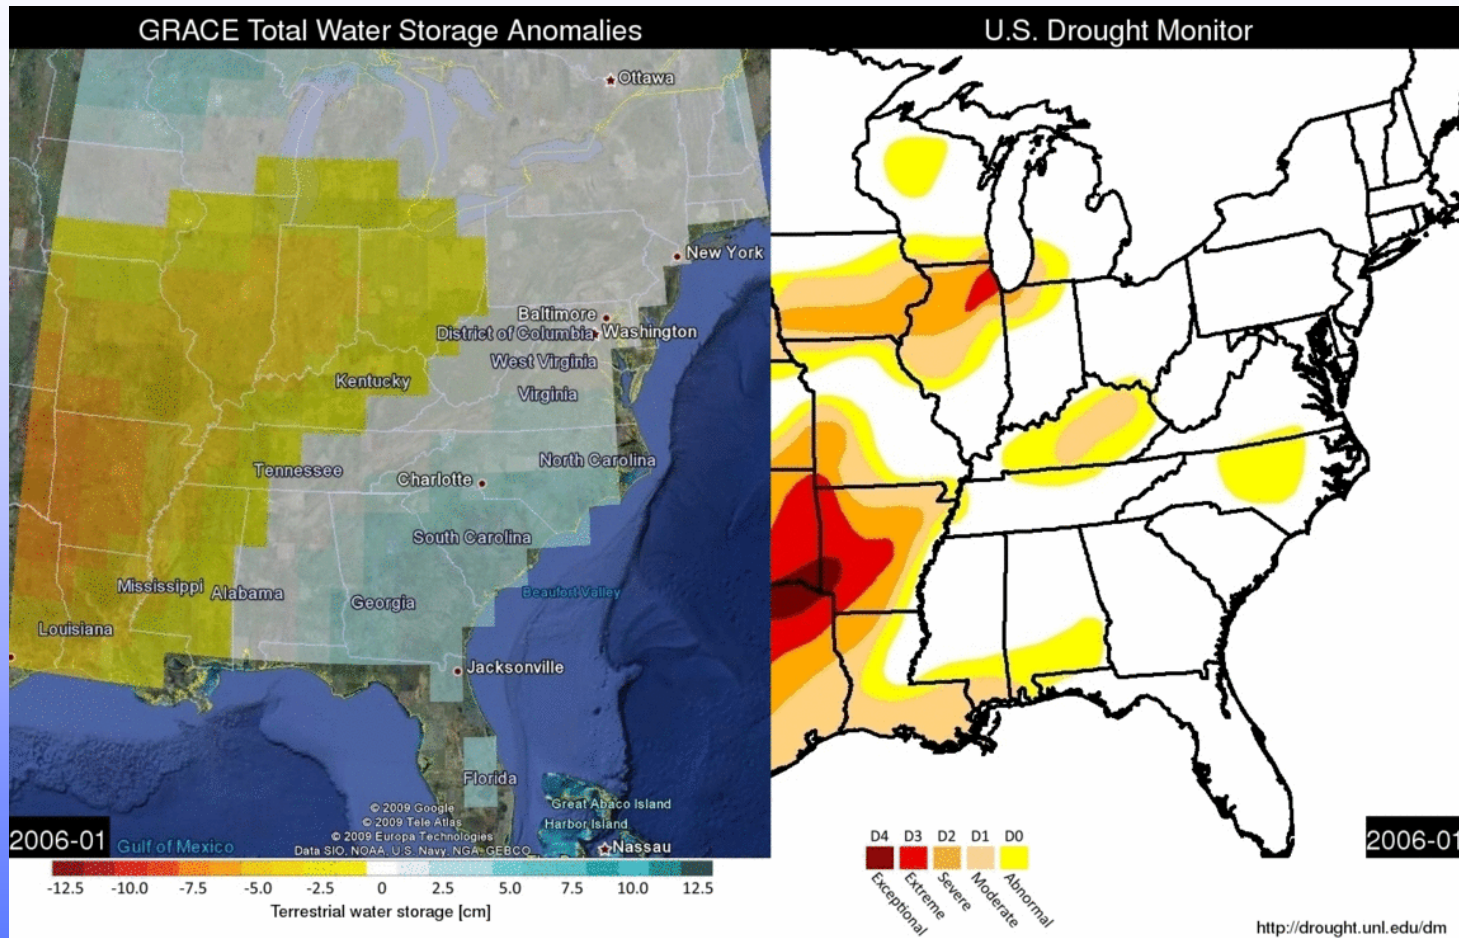 GRACE Total Water Storage Anomalies
U.S. Drought Monitor
Ottawa
New York
Baltimore
District of Columbia
Washington
West Virginia
Kentucky
Virginia
Tennessee
North Carolina
Charlotte
South Carolina
Mississippi
Alabama
Georgia
Beaufort Valley
Louisiana
Jacksonville
Florida
Great Abaco Island
Harbor Island
Nassau
© 2009 Google
© 2009 Tele Atlas
© 2009 Europa Technologies
Data SIO, NOAA, U.S. Navy, NGA, GEBCO
2006-01
Gulf of Mexico
-12.5 -10.0 -7.5 -5.0 -2.5 0 2.5 5.0 7.5 10.0 12.5
Terrestrial water storage [cm]
D4 D3 D2 D1 D0
Exceptional
Extreme
Severe
Moderate
Abnormal
2006-01
http://drought.unl.edu/dm